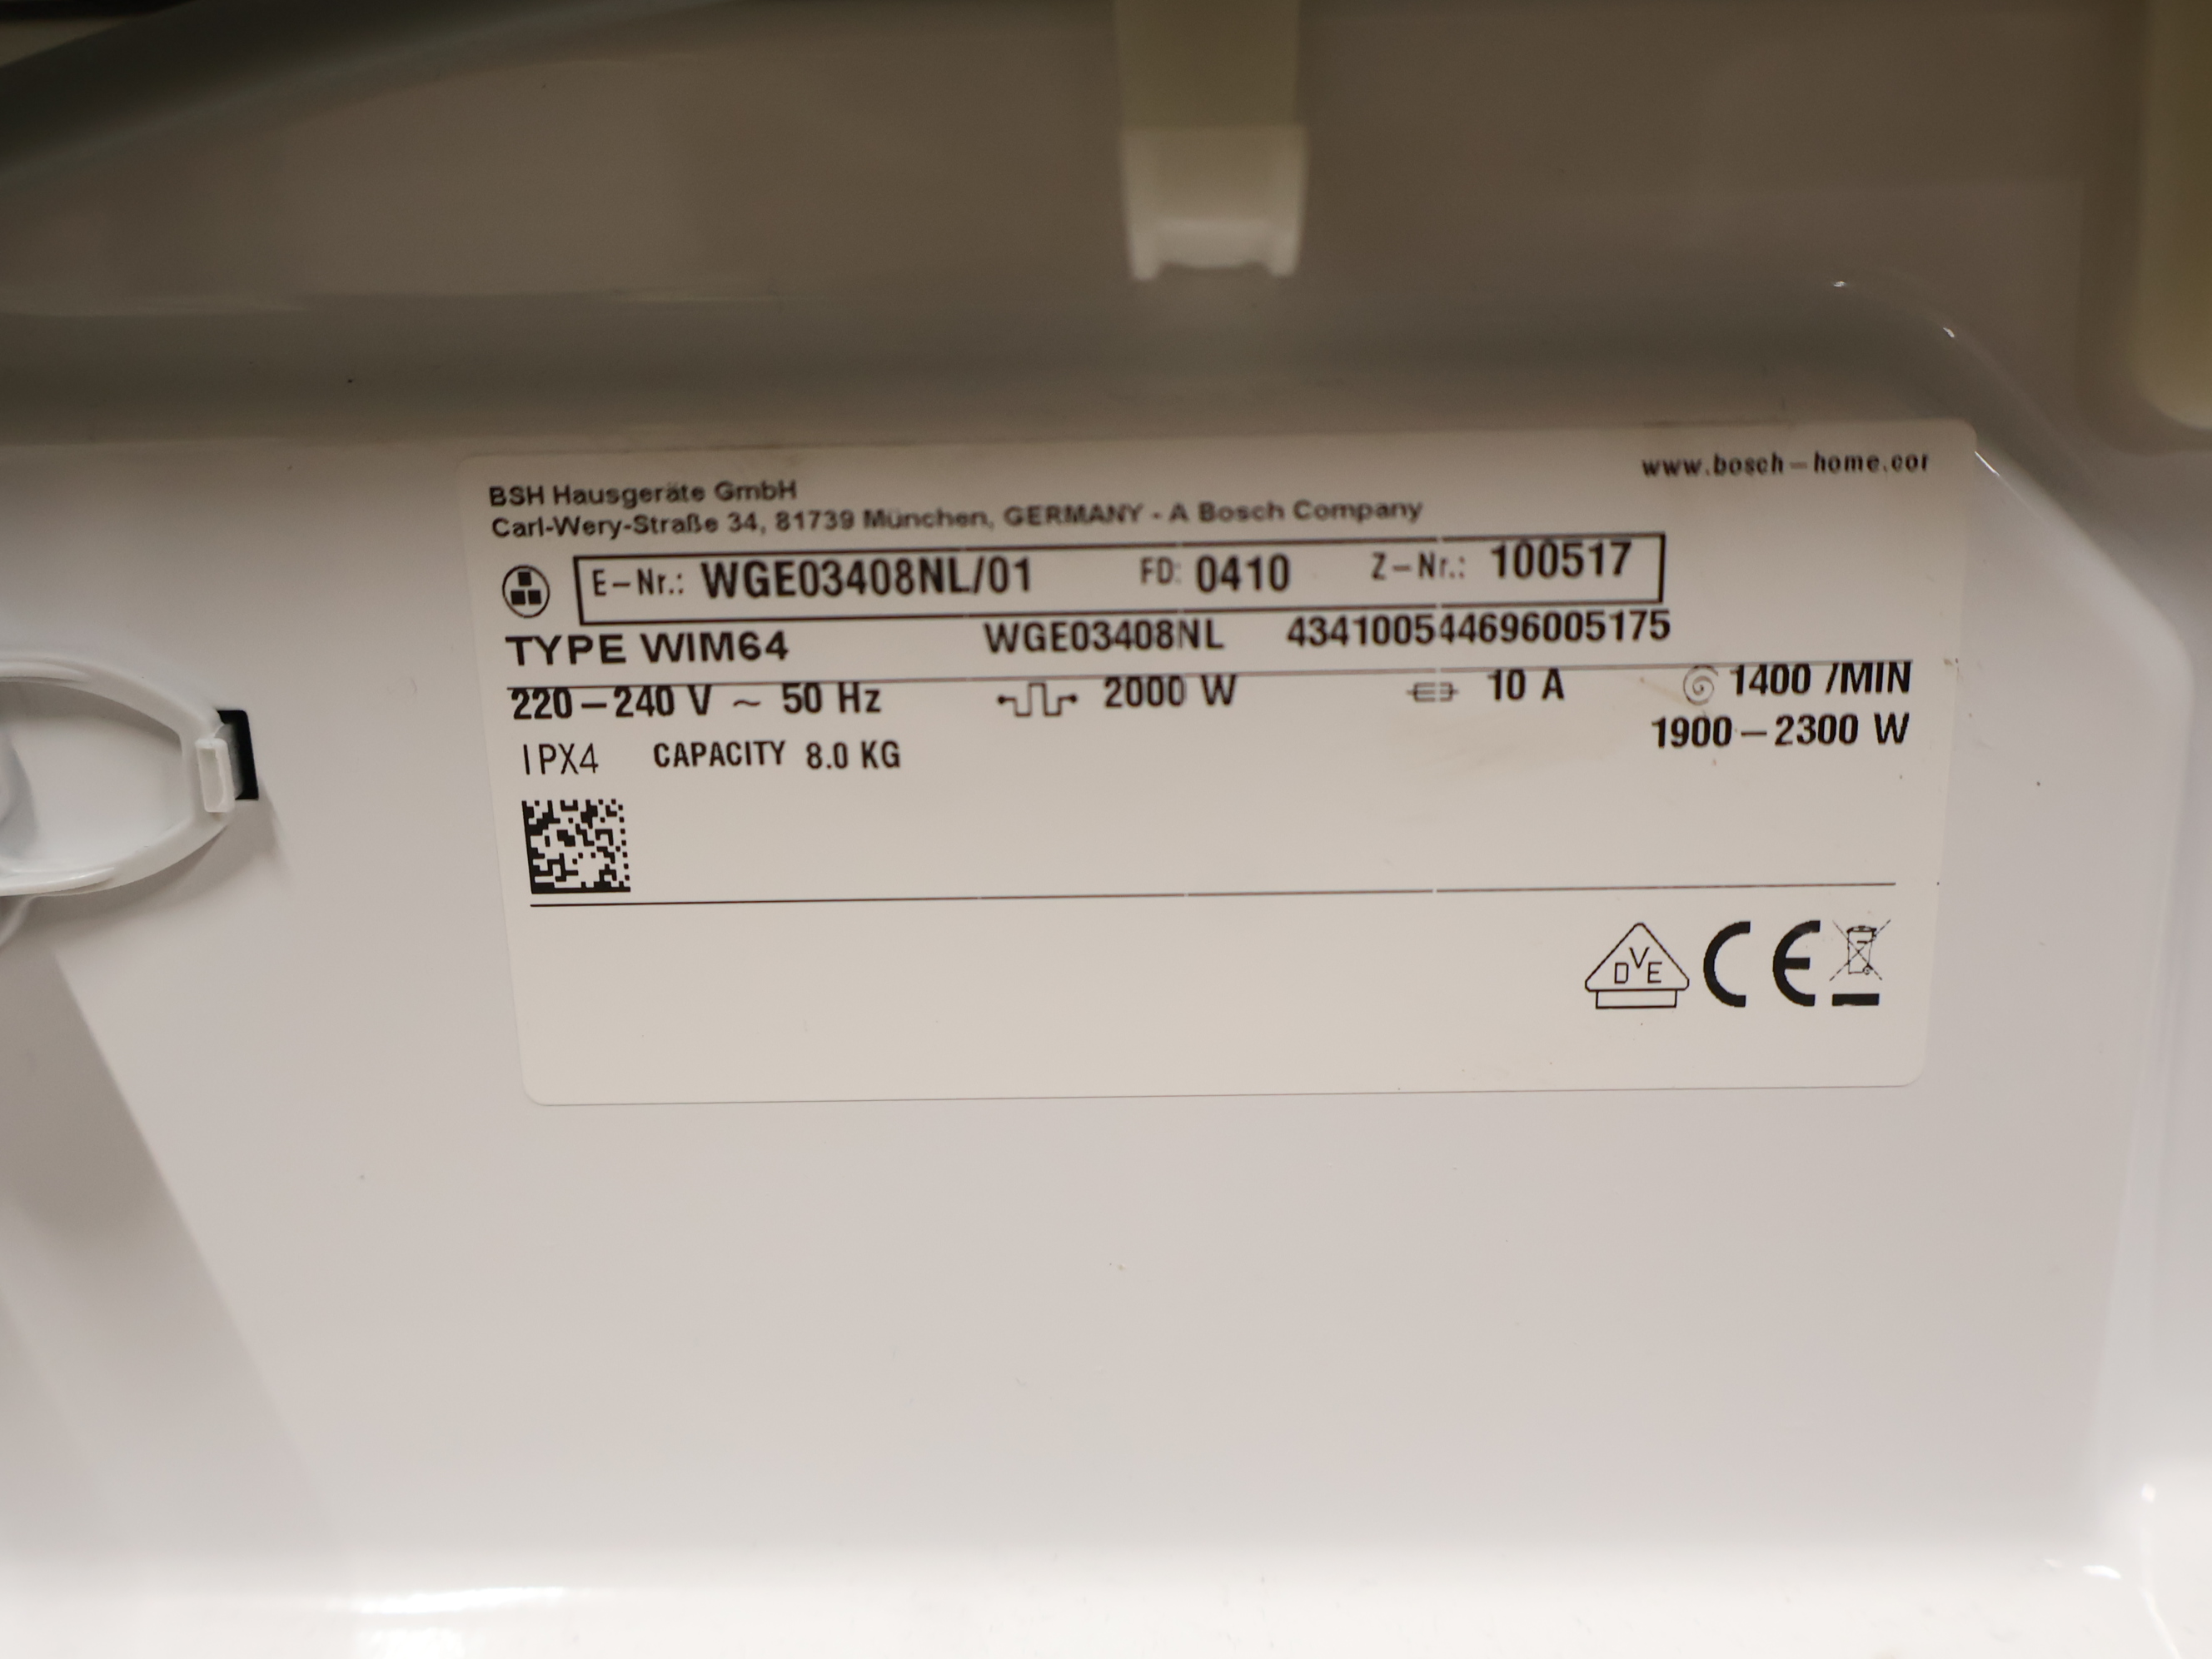 www.bosch-home.cor
BSH Hausgeräte GmbH
Carl-Wery-Straße 34, 81739 München, GERMANY - A Bosch Company
E-Nr.: WGE03408NL/01 FD: 0410 Z-Nr.: 100517
TYPE WIM64 WGE03408NL 434100544696005175
220-240 V ~ 50 Hz 2000 W 10 A 1400 /MIN
1900-2300 W
IPX4 CAPACITY 8.0 KG
DVE CE